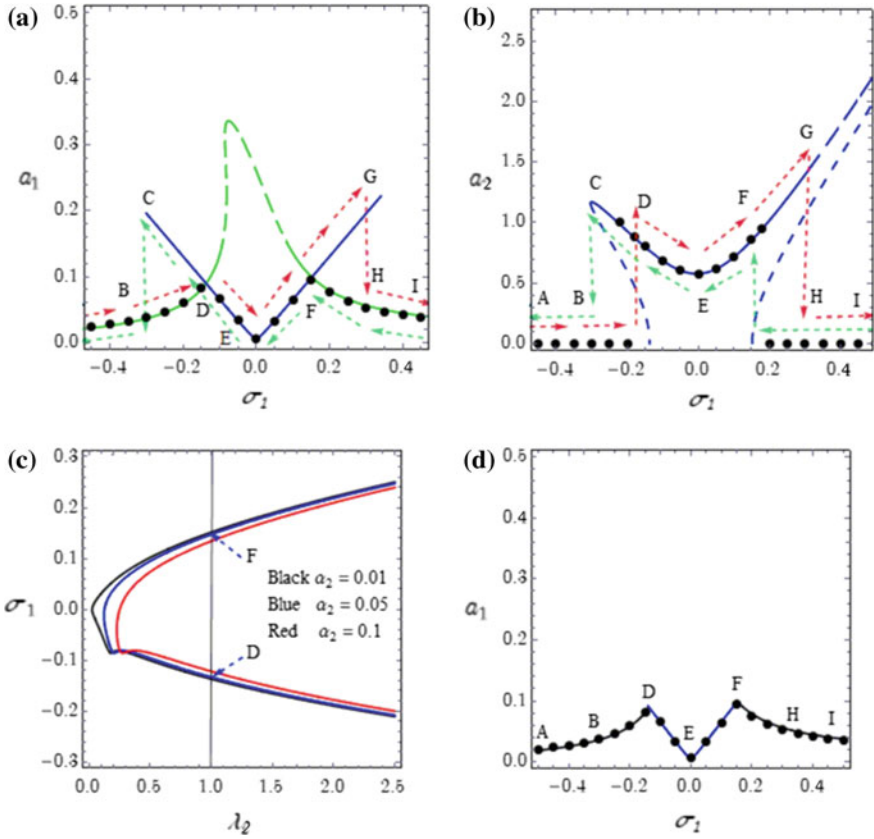 (a)
0.5
0.4
0.3
a₁
0.2
0.1
0.0
C
G
B
H
I
D
E
F
−0.4 −0.2 0.0 0.2 0.4
σ₁
(b)
2.5
2.0
1.5
a₂
1.0
0.5
0.0
G
C
D
F
E
A
B
H
I
−0.4 −0.2 0.0 0.2 0.4
σ₁
(c)
0.3
0.2
0.1
σ₁
0.0
−0.1
−0.2
−0.3
F
Black α₂ = 0.01
Blue α₂ = 0.05
Red α₂ = 0.1
D
0.0 0.5 1.0 1.5 2.0 2.5
λ₂
(d)
0.5
0.4
0.3
a₁
0.2
0.1
0.0
A
B
D
E
F
H
I
−0.4 −0.2 0.0 0.2 0.4
σ₁